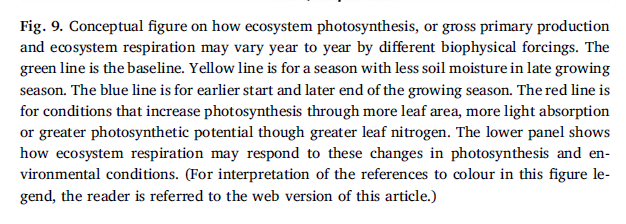 Fig. 9. Conceptual figure on how ecosystem photosynthesis, or gross primary production
and ecosystem respiration may vary year to year by different biophysical forcings. The
green line is the baseline. Yellow line is for a season with less soil moisture in late growing
season. The blue line is for earlier start and later end of the growing season. The red line is
for conditions that increase photosynthesis through more leaf area, more light absorption
or greater photosynthetic potential though greater leaf nitrogen. The lower panel shows
how ecosystem respiration may respond to these changes in photosynthesis and en-
vironmental conditions. (For interpretation of the references to colour in this figure le-
gend, the reader is referred to the web version of this article.)